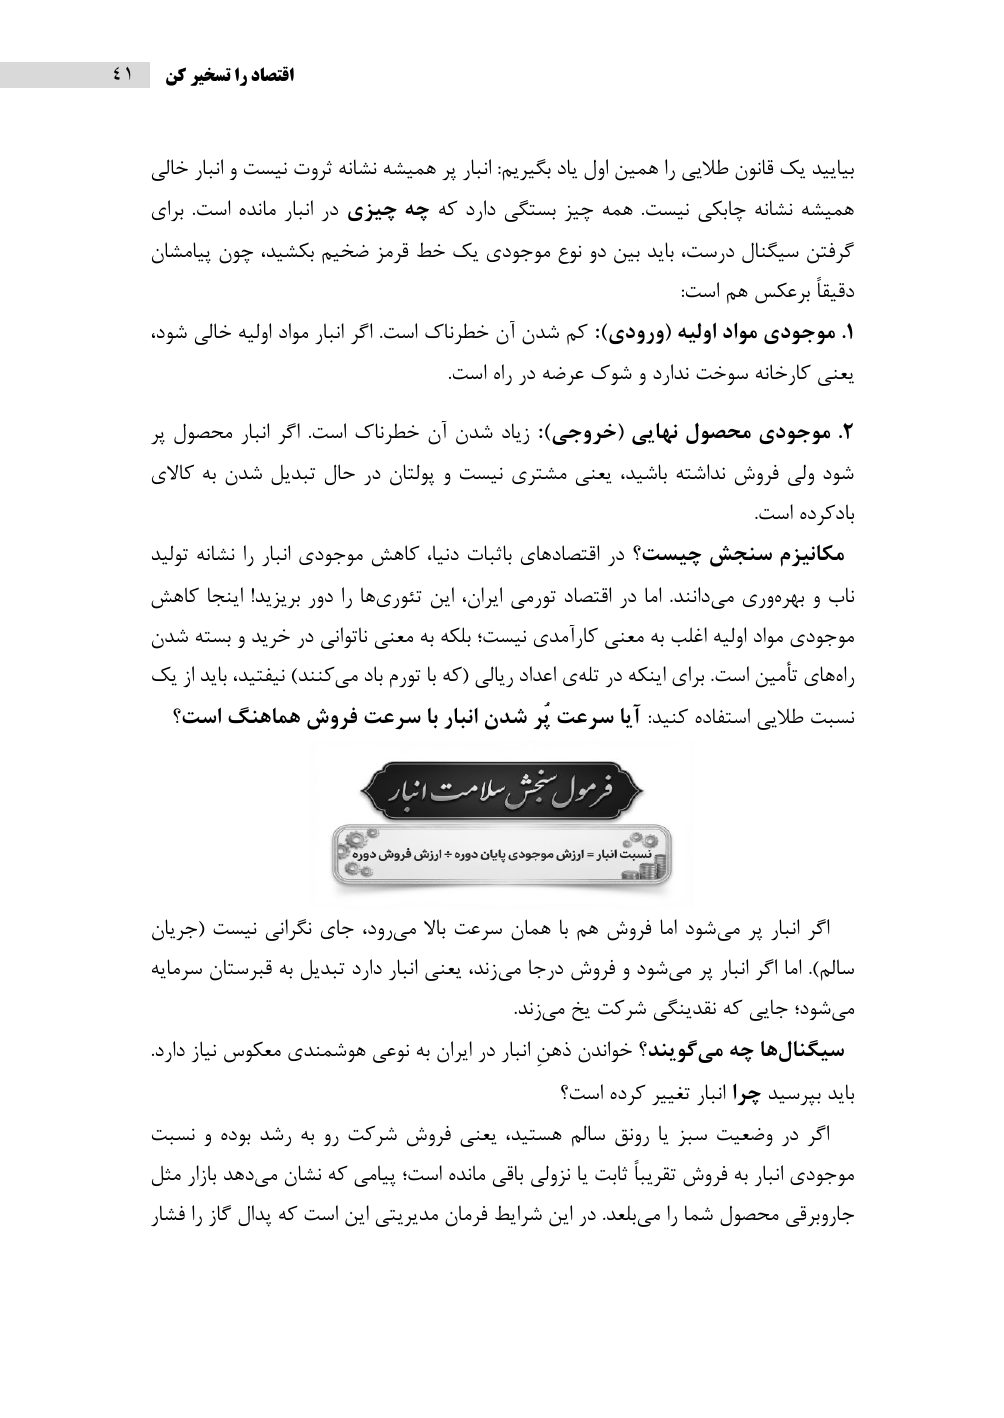 اقتصاد را تسخیر کن ۴۱
بیایید یک قانون طلایی را همین اول یاد بگیریم: انبار پر همیشه نشانه ثروت نیست و انبار خالی
همیشه نشانه چابکی نیست. همه چیز بستگی دارد که چه چیزی در انبار مانده است. برای
گرفتن سیگنال درست، باید بین دو نوع موجودی یک خط قرمز ضخیم بکشید، چون پیامشان
دقیقاً برعکس هم است:
۱. موجودی مواد اولیه (ورودی): کم شدن آن خطرناک است. اگر انبار مواد اولیه خالی شود،
یعنی کارخانه سوخت ندارد و شوک عرضه در راه است.
۲. موجودی محصول نهایی (خروجی): زیاد شدن آن خطرناک است. اگر انبار محصول پر
شود ولی فروش نداشته باشید، یعنی مشتری نیست و پولتان در حال تبدیل شدن به کالای
بادکرده است.
مکانیزم سنجش چیست؟ در اقتصادهای باثبات دنیا، کاهش موجودی انبار را نشانه تولید
ناب و بهره‌وری می‌دانند. اما در اقتصاد تورمی ایران، این تئوری‌ها را دور بریزید! اینجا کاهش
موجودی مواد اولیه اغلب به معنی کارآمدی نیست؛ بلکه به معنی ناتوانی در خرید و بسته شدن
راه‌های تأمین است. برای اینکه در تله‌ی اعداد ریالی (که با تورم باد می‌کنند) نیفتید، باید از یک
نسبت طلایی استفاده کنید: آیا سرعت پُر شدن انبار با سرعت فروش هماهنگ است؟
فرمول سنجش سلامت انبار
نسبت انبار = ارزش موجودی پایان دوره ÷ ارزش فروش دوره
اگر انبار پر می‌شود اما فروش هم با همان سرعت بالا می‌رود، جای نگرانی نیست (جریان
سالم). اما اگر انبار پر می‌شود و فروش درجا می‌زند، یعنی انبار دارد تبدیل به قبرستان سرمایه
می‌شود؛ جایی که نقدینگی شرکت یخ می‌زند.
سیگنال‌ها چه می‌گویند؟ خواندن ذهنِ انبار در ایران به نوعی هوشمندی معکوس نیاز دارد.
باید بپرسید چرا انبار تغییر کرده است؟
اگر در وضعیت سبز یا رونق سالم هستید، یعنی فروش شرکت رو به رشد بوده و نسبت
موجودی انبار به فروش تقریباً ثابت یا نزولی باقی مانده است؛ پیامی که نشان می‌دهد بازار مثل
جاروبرقی محصول شما را می‌بلعد. در این شرایط فرمان مدیریتی این است که پدال گاز را فشار